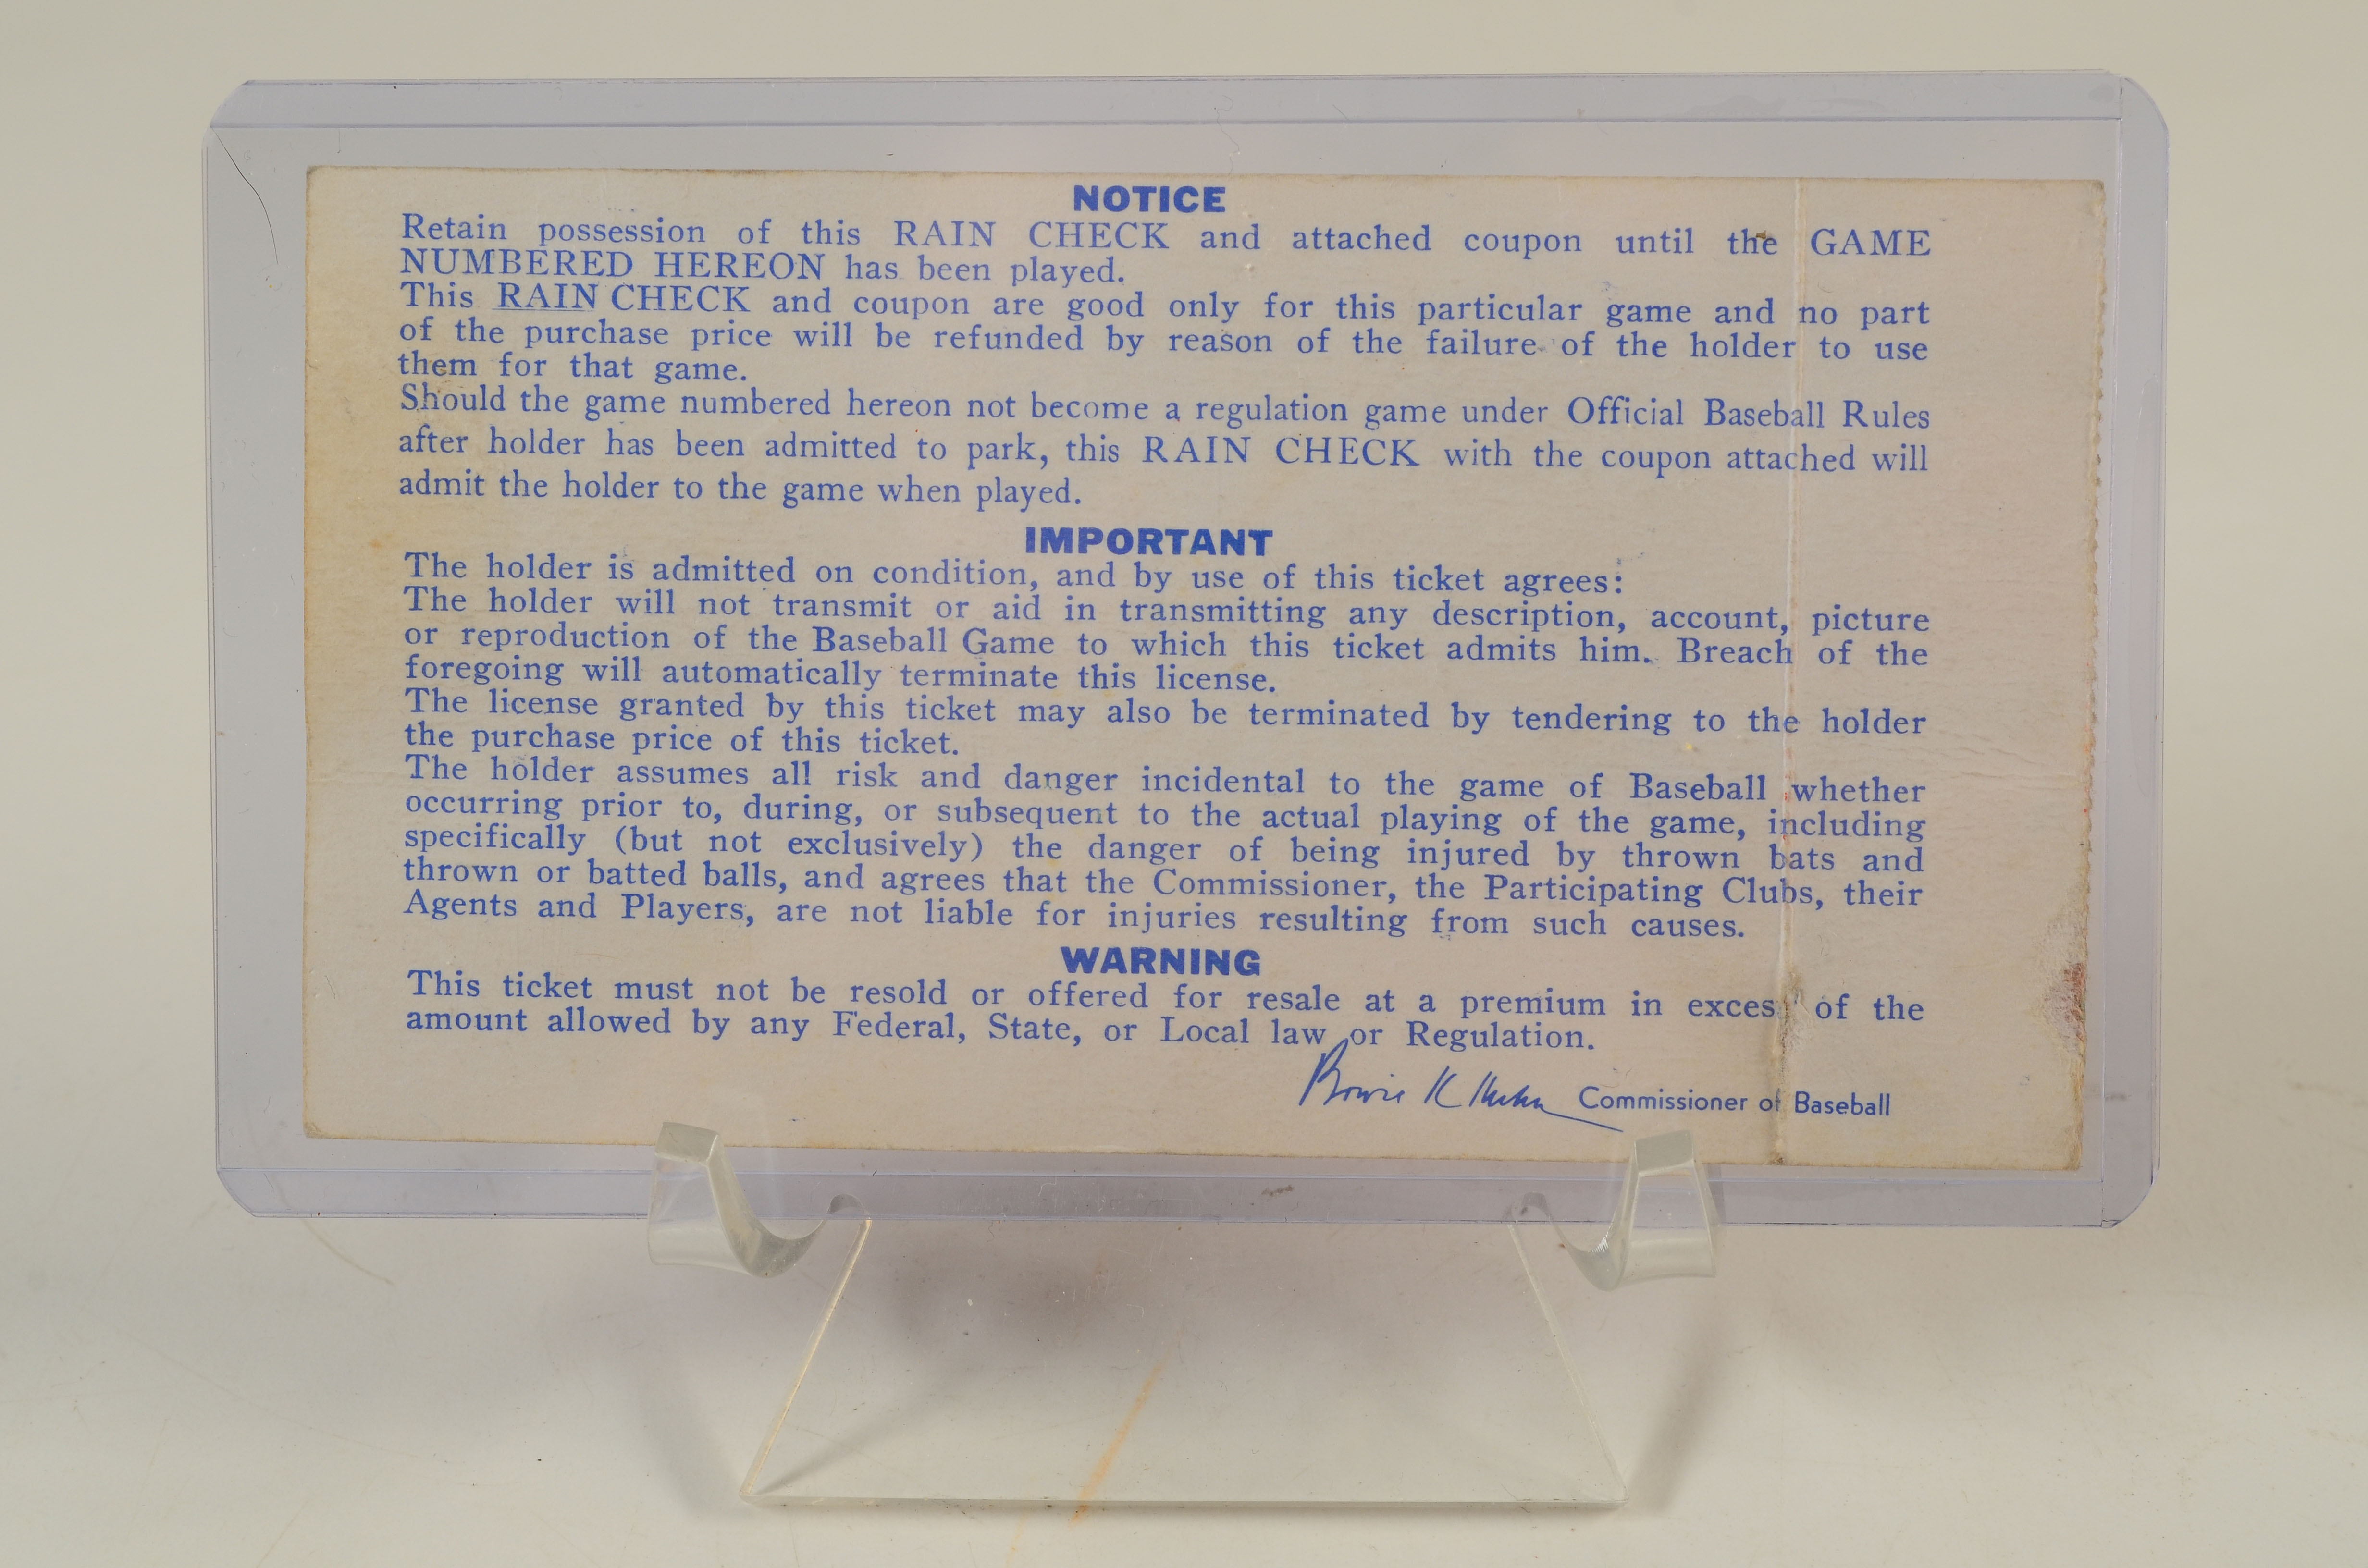 NOTICE
Retain possession of this RAIN CHECK and attached coupon until the GAME
NUMBERED HEREON has been played.
This RAIN CHECK and coupon are good only for this particular game and no part
of the purchase price will be refunded by reason of the failure of the holder to use
them for that game.
Should the game numbered hereon not become a regulation game under Official Baseball Rules
after holder has been admitted to park, this RAIN CHECK with the coupon attached will
admit the holder to the game when played.
IMPORTANT
The holder is admitted on condition, and by use of this ticket agrees:
The holder will not transmit or aid in transmitting any description, account, picture
or reproduction of the Baseball Game to which this ticket admits him. Breach of the
foregoing will automatically terminate this license.
The license granted by this ticket may also be terminated by tendering to the holder
the purchase price of this ticket.
The holder assumes all risk and danger incidental to the game of Baseball whether
occurring prior to, during, or subsequent to the actual playing of the game, including
specifically (but not exclusively) the danger of being injured by thrown bats and
thrown or batted balls, and agrees that the Commissioner, the Participating Clubs, their
Agents and Players, are not liable for injuries resulting from such causes.
WARNING
This ticket must not be resold or offered for resale at a premium in exces of the
amount allowed by any Federal, State, or Local law or Regulation.
Bowie K Kuhn Commissioner of Baseball